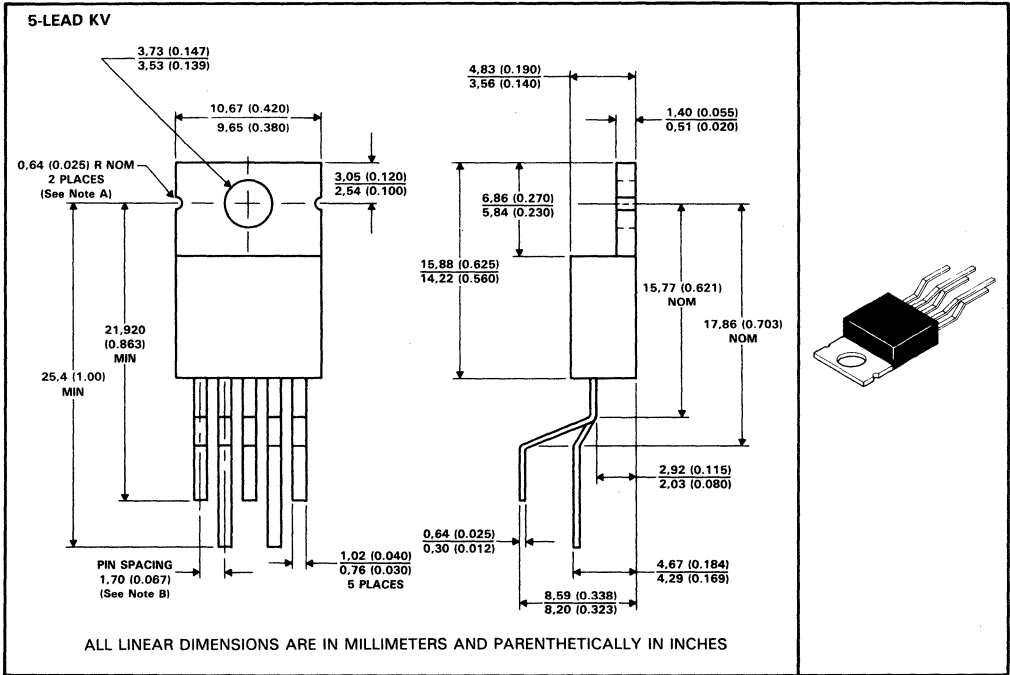 5-LEAD KV
3,73 (0.147)
3,53 (0.139)
10,67 (0.420)
9,65 (0.380)
0,64 (0.025) R NOM
2 PLACES
(See Note A)
3,05 (0.120)
2,54 (0.100)
21,920
(0.863)
MIN
25,4 (1.00)
MIN
PIN SPACING
1,70 (0.067)
(See Note B)
1,02 (0.040)
0,76 (0.030)
5 PLACES
4,83 (0.190)
3,56 (0.140)
1,40 (0.055)
0,51 (0.020)
6,86 (0.270)
5,84 (0.230)
15,88 (0.625)
14,22 (0.560)
15,77 (0.621)
NOM
17,86 (0.703)
NOM
2,92 (0.115)
2,03 (0.080)
0,64 (0.025)
0,30 (0.012)
4,67 (0.184)
4,29 (0.169)
8,59 (0.338)
8,20 (0.323)
ALL LINEAR DIMENSIONS ARE IN MILLIMETERS AND PARENTHETICALLY IN INCHES